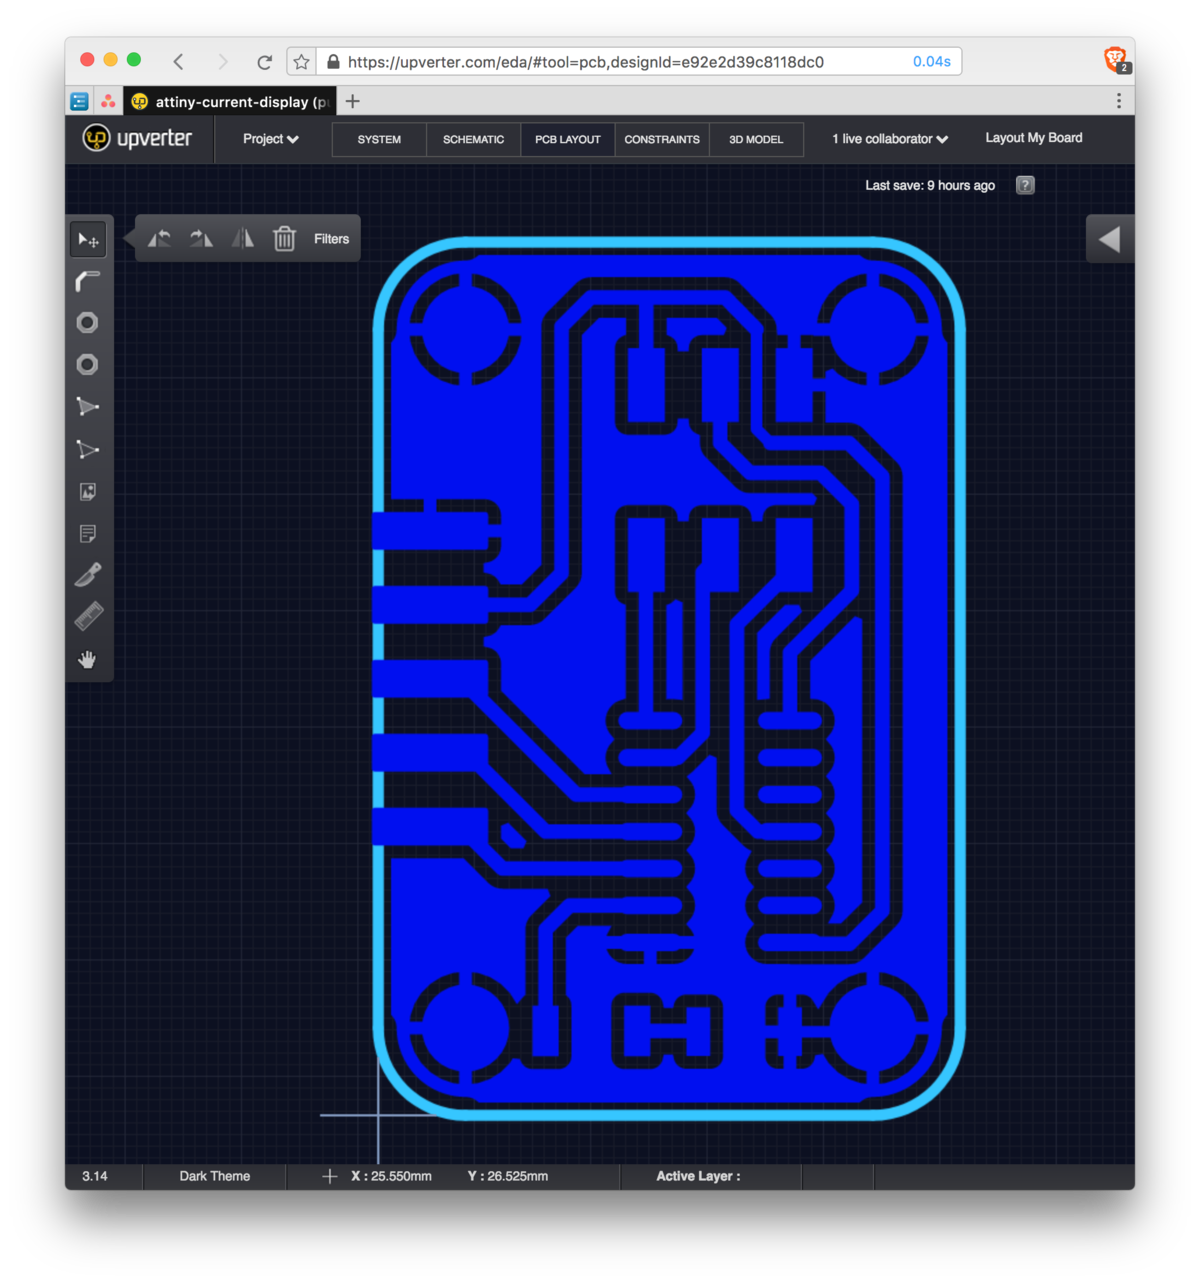 https://upverter.com/eda/#tool=pcb,designId=e92e2d39c8118dc0 0.04s
2
attiny-current-display (pu
upverter Project SYSTEM SCHEMATIC PCB LAYOUT CONSTRAINTS 3D MODEL 1 live collaborator Layout My Board
Last save: 9 hours ago ?
Filters
3.14 Dark Theme X : 25.550mm Y : 26.525mm Active Layer :